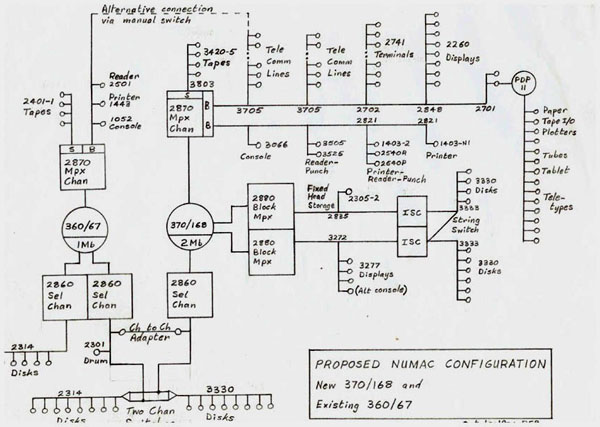 Alternative connection
via manual switch
3420-5
Tapes
3803
Tele
Comm
Lines
Tele
Comm
Lines
2741
Terminals
2260
Displays
PDP
11
Reader
2501
Printer
1443
1052
Console
2401-1
Tapes
S B
2870
Mpx
Chan
S
2870
Mpx
Chan
B
B
3705
3705
2702
2848
2701
2821
2821
3066
Console
3505
3525
Reader-
Punch
1403-2
2540R
2540P
Printer-
Reader-Punch
1403-N1
Printer
Paper
Tape I/O
Plotters
Tubes
Tablet
Tele-
types
360/67
1Mb
370/168
2Mb
2880
Block
Mpx
2880
Block
Mpx
Fixed
Head
Storage
2305-2
2835
3272
3277
Displays
(Alt console)
ISC
ISC
3330
Disks
3333
String
Switch
3333
3330
Disks
2860
Sel
Chan
2860
Sel
Chan
2860
Sel
Chan
Ch to Ch
Adapter
2314
Disks
2301
Drum
2314
Disks
Two Chan
3330
Disks
PROPOSED NUMAC CONFIGURATION
New 370/168 and
Existing 360/67